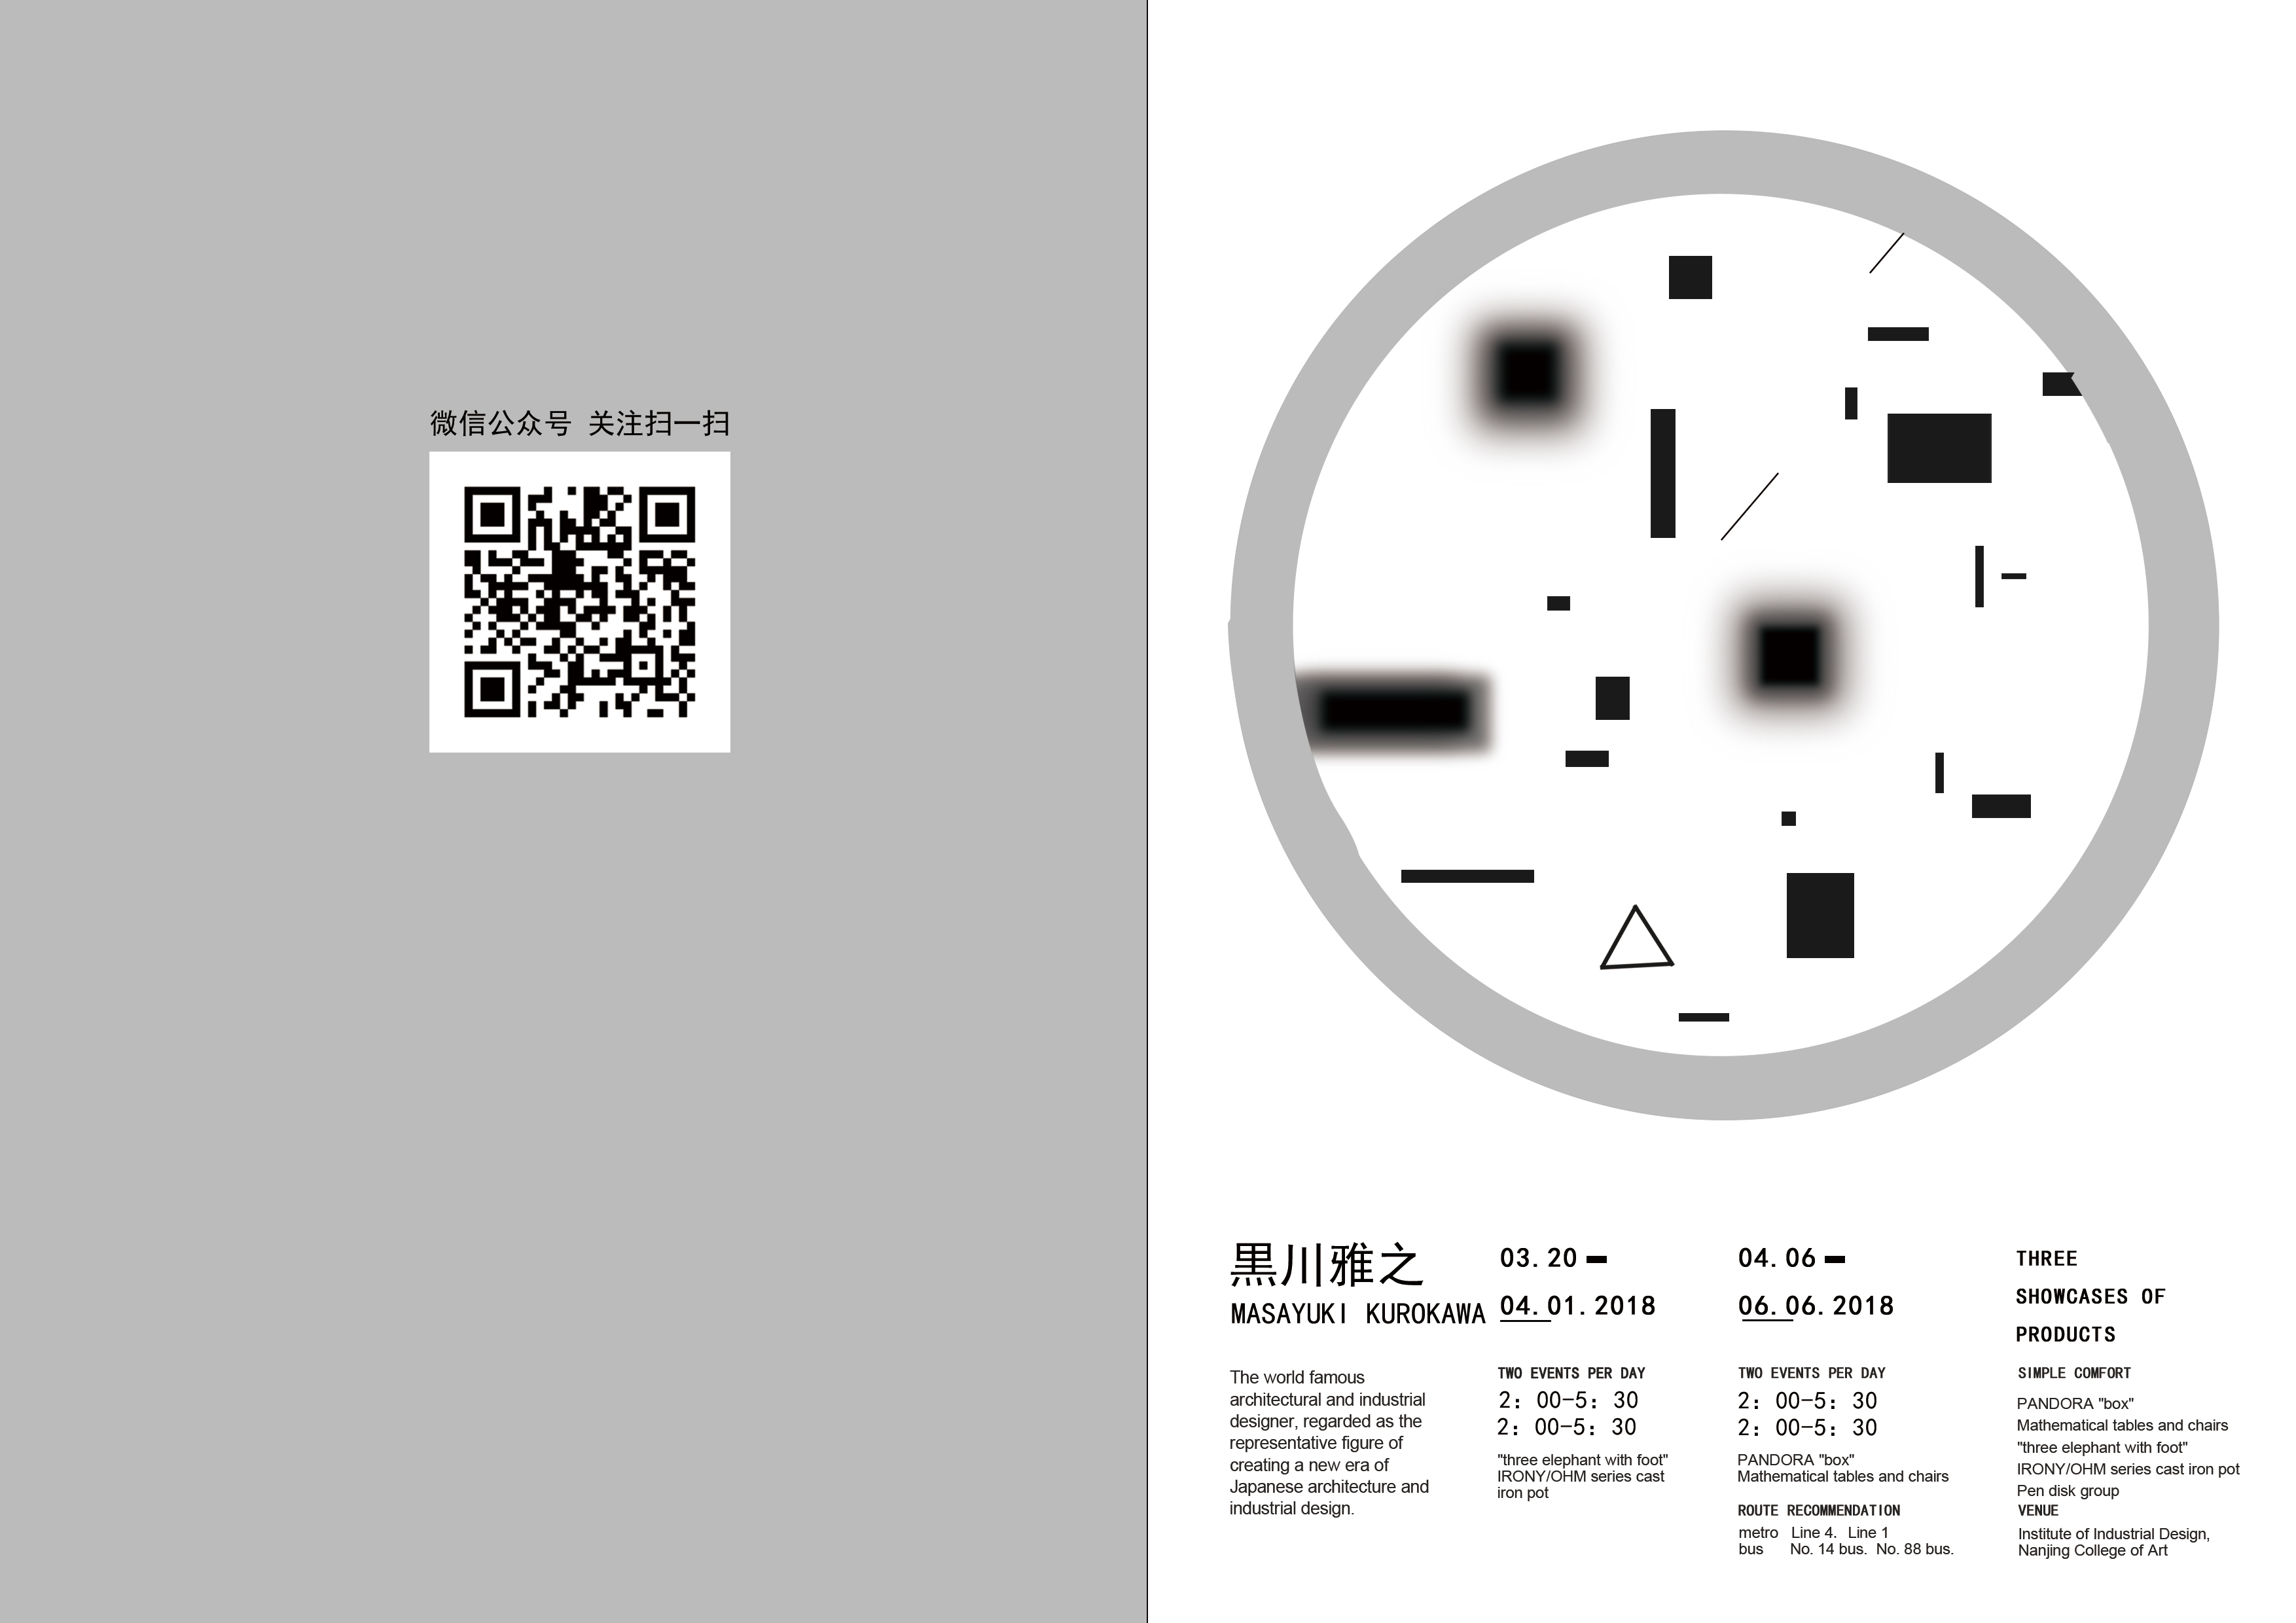 微信公众号 关注扫一扫
黒川雅之
MASAYUKI KUROKAWA
The world famous
architectural and industrial
designer, regarded as the
representative figure of
creating a new era of
Japanese architecture and
industrial design.
03.20 —
04.01.2018
TWO EVENTS PER DAY
2: 00-5: 30
2: 00-5: 30
"three elephant with foot"
IRONY/OHM series cast
iron pot
04.06 —
06.06.2018
TWO EVENTS PER DAY
2: 00-5: 30
2: 00-5: 30
PANDORA "box"
Mathematical tables and chairs
ROUTE RECOMMENDATION
metro Line 4. Line 1
bus No. 14 bus. No. 88 bus.
THREE
SHOWCASES OF
PRODUCTS
SIMPLE COMFORT
PANDORA "box"
Mathematical tables and chairs
"three elephant with foot"
IRONY/OHM series cast iron pot
Pen disk group
VENUE
Institute of Industrial Design,
Nanjing College of Art